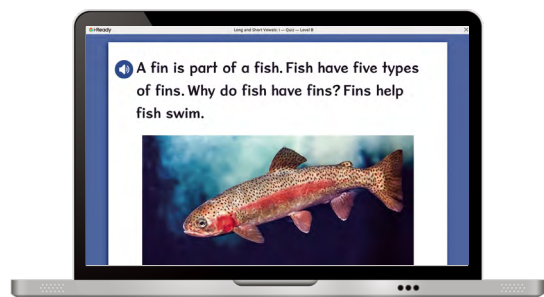 i-Ready
Long and Short Vowels: i — Quiz — Level B
X
A fin is part of a fish. Fish have five types
of fins. Why do fish have fins? Fins help
fish swim.